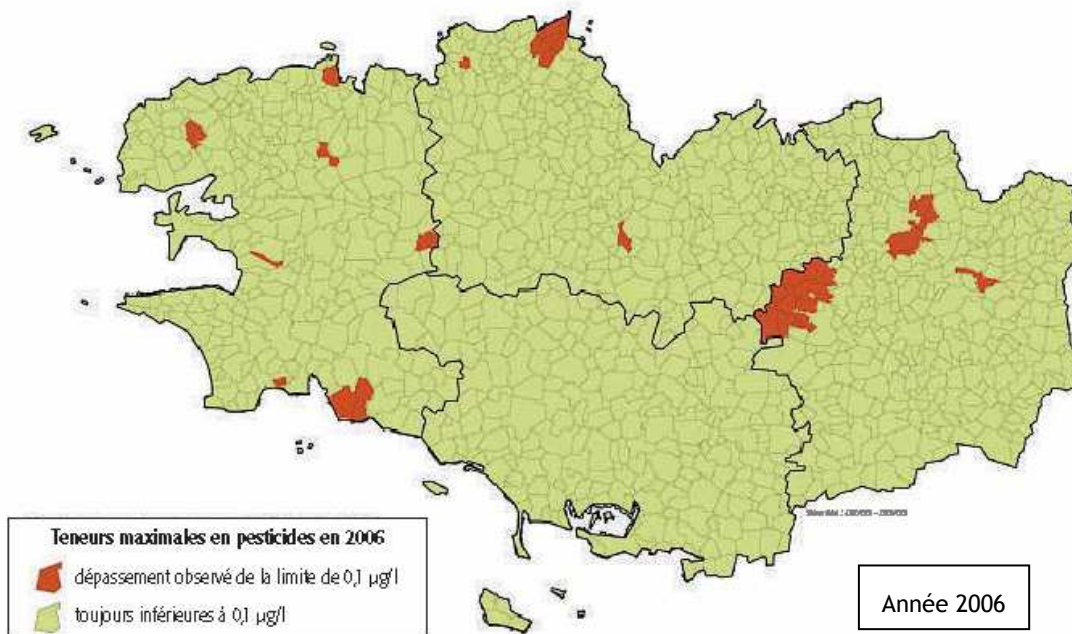 Teneurs maximales en pesticides en 2006
dépassement observé de la limite de 0,1 µg/l
toujours inférieures à 0,1 µg/l
Année 2006